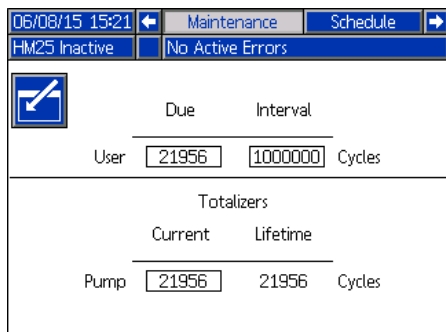 06/08/15 15:21 Maintenance Schedule
HM25 Inactive No Active Errors
Due Interval
User 21956 1000000 Cycles
Totalizers
Current Lifetime
Pump 21956 21956 Cycles